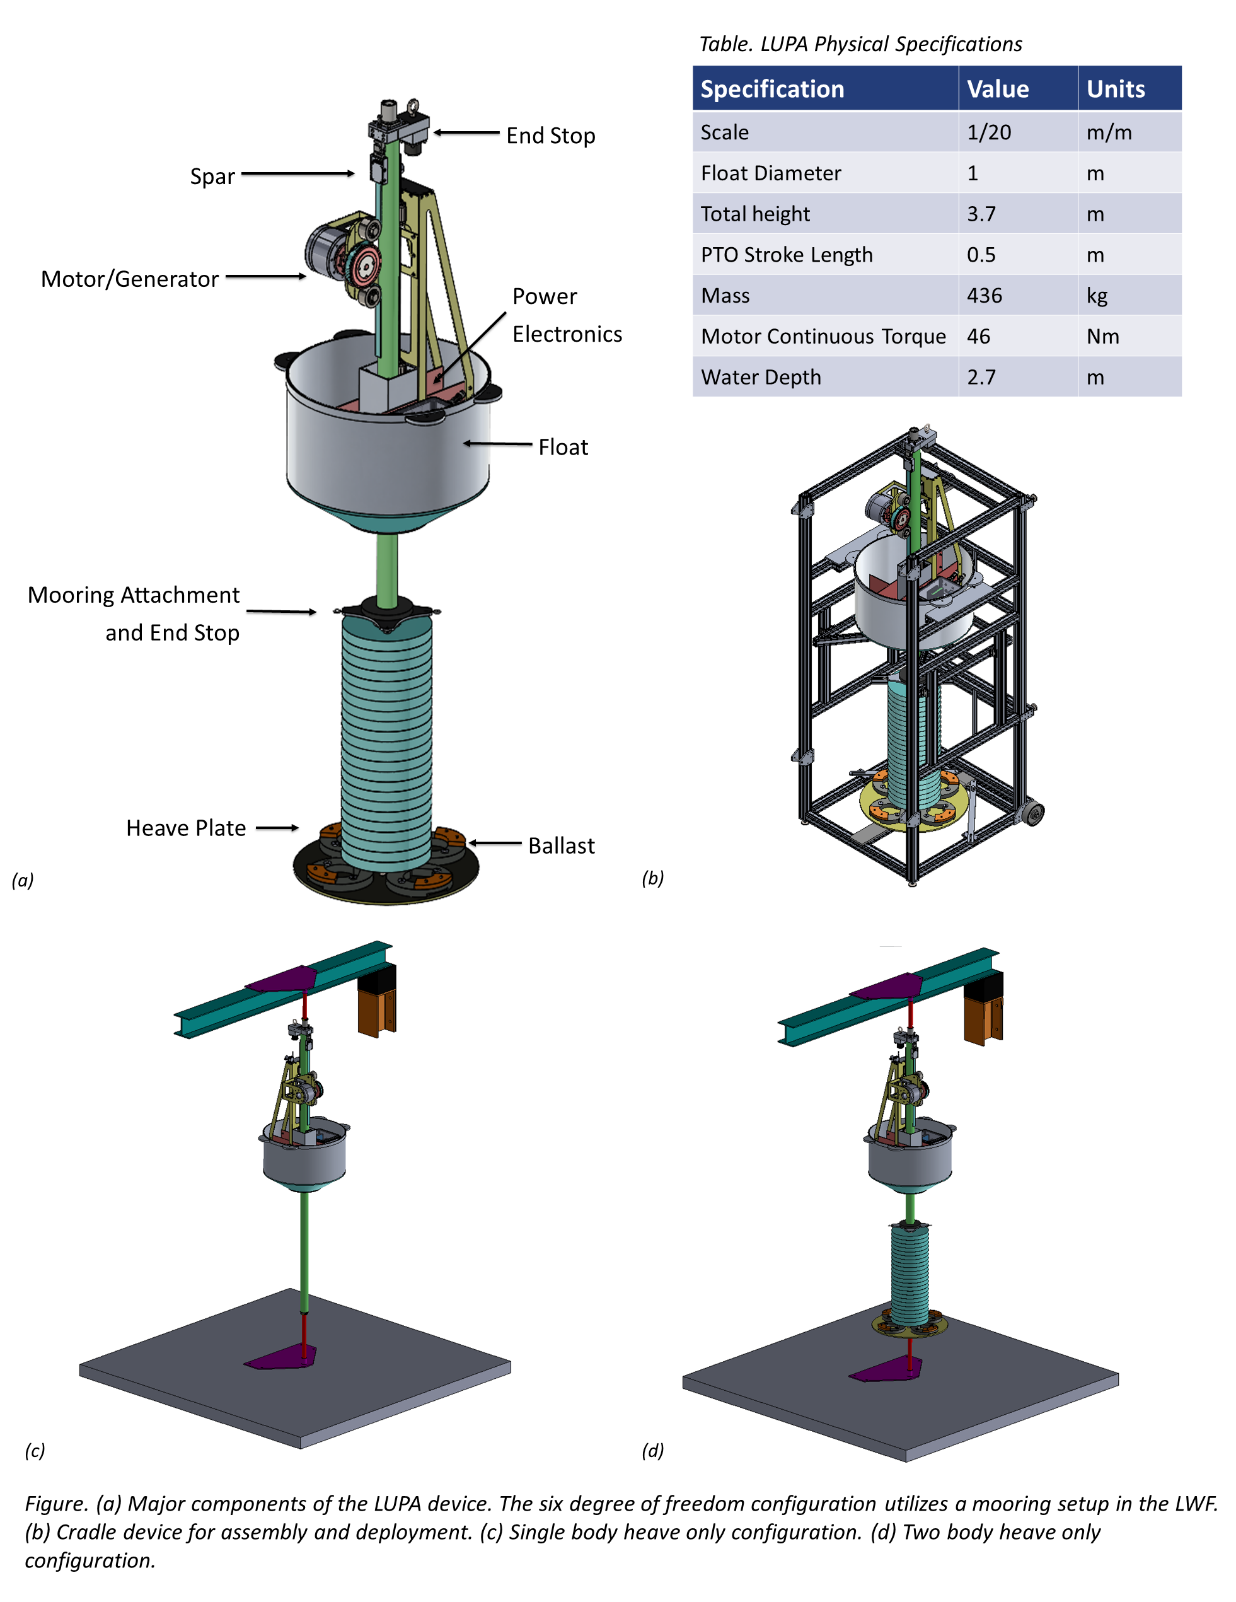 Table. LUPA Physical Specifications
Specification Value Units
Scale 1/20 m/m
Float Diameter 1 m
Total height 3.7 m
PTO Stroke Length 0.5 m
Mass 436 kg
Motor Continuous Torque 46 Nm
Water Depth 2.7 m
End Stop
Spar
Motor/Generator
Power
Electronics
Float
Mooring Attachment
and End Stop
Heave Plate
Ballast
(a)
(b)
(c)
(d)
Figure. (a) Major components of the LUPA device. The six degree of freedom configuration utilizes a mooring setup in the LWF.
(b) Cradle device for assembly and deployment. (c) Single body heave only configuration. (d) Two body heave only
configuration.